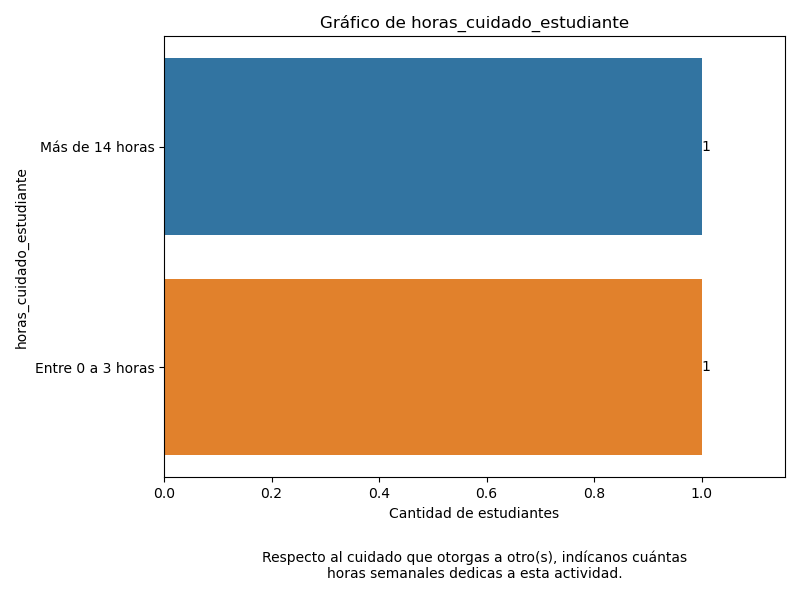 Gráfico de horas_cuidado_estudiante
horas_cuidado_estudiante
Más de 14 horas
1
Entre 0 a 3 horas
1
0.0 0.2 0.4 0.6 0.8 1.0
Cantidad de estudiantes
Respecto al cuidado que otorgas a otro(s), indícanos cuántas
horas semanales dedicas a esta actividad.